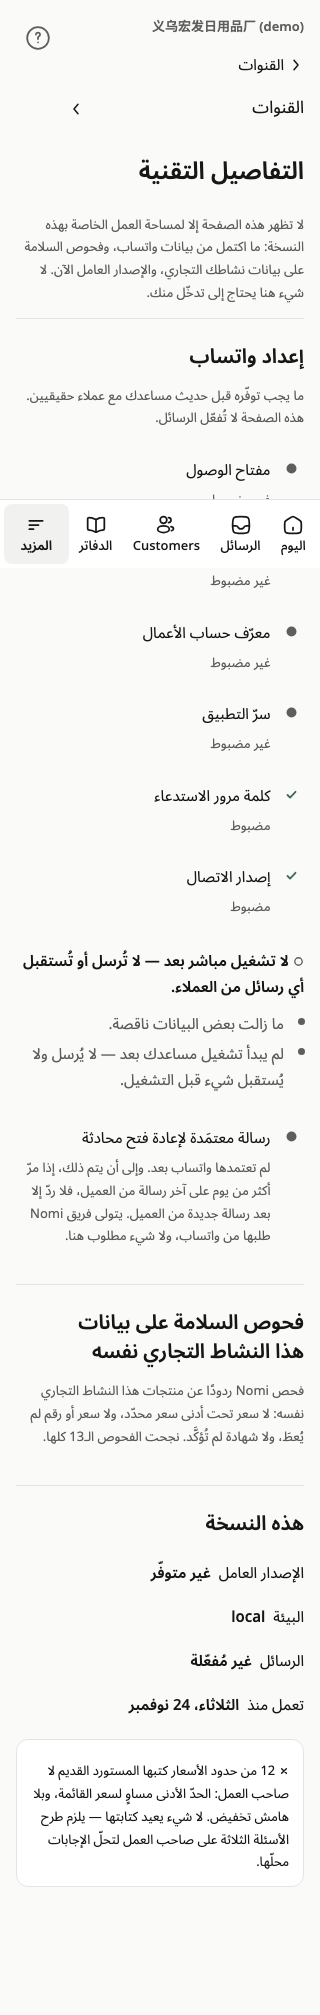 义乌宏发日用品厂 (demo)
القنوات
القنوات
التفاصيل التقنية
لا تظهر هذه الصفحة إلا لمساحة العمل الخاصة بهذه
النسخة: ما اكتمل من بيانات واتساب، وفحوص السلامة
على بيانات نشاطك التجاري، والإصدار العامل الآن. لا
شيء هنا يحتاج إلى تدخّل منك.
إعداد واتساب
ما يجب توفّره قبل حديث مساعدك مع عملاء حقيقيين.
هذه الصفحة لا تُفعّل الرسائل.
مفتاح الوصول
اليوم
الرسائل
Customers
الدفاتر
المزيد
غير مضبوط
معرّف حساب الأعمال
غير مضبوط
سرّ التطبيق
غير مضبوط
كلمة مرور الاستدعاء
مضبوط
إصدار الاتصال
مضبوط
لا تشغيل مباشر بعد — لا تُرسل أو تُستقبل
أي رسائل من العملاء.
ما زالت بعض البيانات ناقصة.
لم يبدأ تشغيل مساعدك بعد — لا يُرسل ولا
يُستقبل شيء قبل التشغيل.
رسالة معتمَدة لإعادة فتح محادثة
لم تعتمدها واتساب بعد. وإلى أن يتم ذلك، إذا مرّ
أكثر من يوم على آخر رسالة من العميل، فلا ردّ إلا
بعد رسالة جديدة من العميل. يتولى فريق Nomi
طلبها من واتساب، ولا شيء مطلوب هنا.
فحوص السلامة على بيانات
هذا النشاط التجاري نفسه
فحص Nomi ردودًا عن منتجات هذا النشاط التجاري
نفسه: لا سعر تحت أدنى سعر محدّد، ولا سعر أو رقم لم
يُعطَ، ولا شهادة لم تُؤكَّد. نجحت الفحوص الـ13 كلها.
هذه النسخة
الإصدار العامل غير متوفّر
البيئة local
الرسائل غير مُفعّلة
تعمل منذ الثلاثاء، 24 نوفمبر
× 12 من حدود الأسعار كتبها المستورد القديم لا
صاحب العمل: الحدّ الأدنى مساوٍ لسعر القائمة، وبلا
هامش تخفيض. لا شيء يعيد كتابتها — يلزم طرح
الأسئلة الثلاثة على صاحب العمل لتحلّ الإجابات
محلّها.